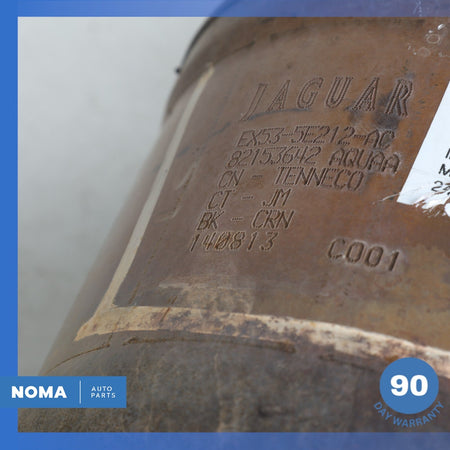 JAGUAR
EX53-5E212-AC
82153642 AQUAA
CN - TENNECO
CT - JM
BK - CRN
140813 C001
NOMA AUTO PARTS
90
DAY WARRANTY